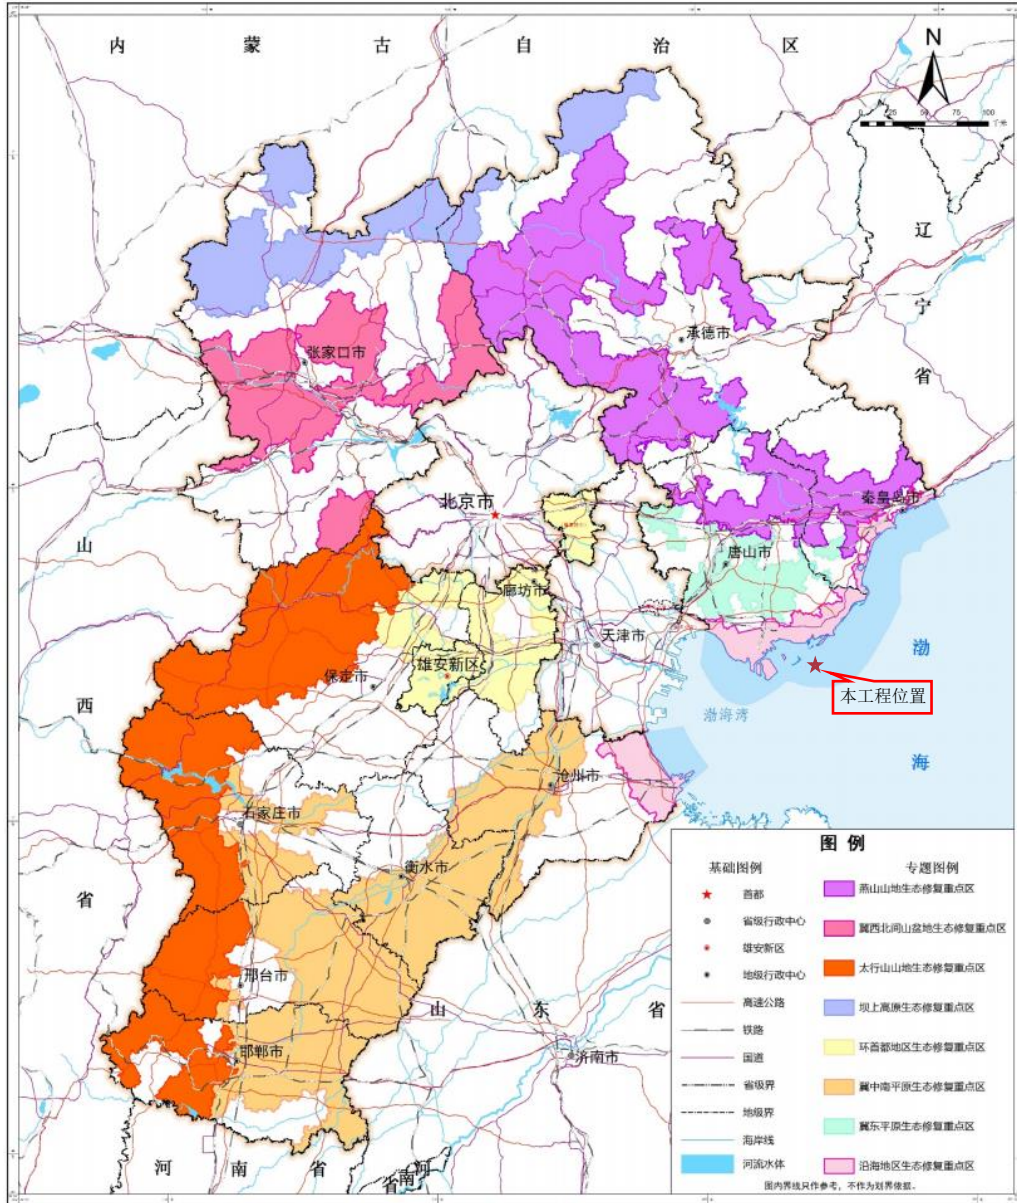 内 蒙 古 自 治 区
N
0 25 50 75 100
千米
辽
宁
省
承德市
张家口市
秦皇岛市
北京市
山
唐山市
廊坊市
天津市
雄安新区
保定市
渤
西
本工程位置
渤海湾
海
沧州市
石家庄市
衡水市
省
邢台市
山 东 省
邯郸市
济南市
河 南 省
河
南
省
图 例
基础图例
首都
省级行政中心
雄安新区
地级行政中心
高速公路
铁路
国道
省级界
地级界
海岸线
河流水体
专题图例
燕山山地生态修复重点区
冀西北间山盆地生态修复重点区
太行山山地生态修复重点区
坝上高原生态修复重点区
环首都地区生态修复重点区
冀中南平原生态修复重点区
冀东平原生态修复重点区
沿海地区生态修复重点区
图内界线只作参考，不作为划界依据。